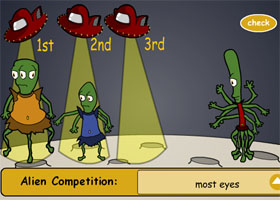 check
1st 2nd 3rd
Alien Competition: most eyes